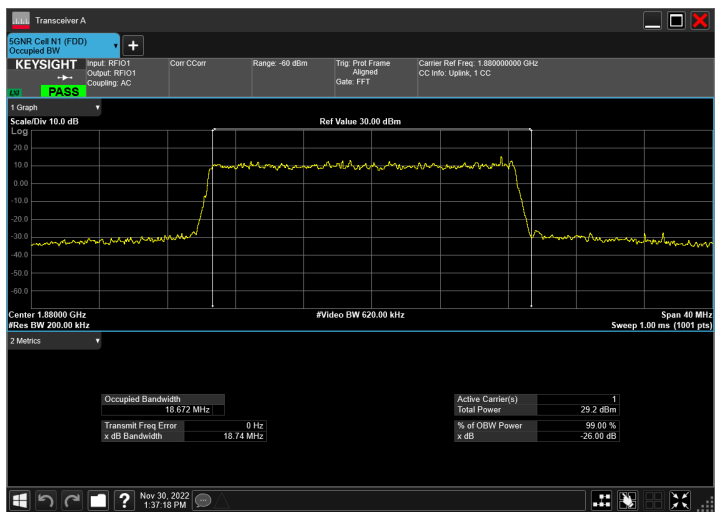 Transceiver A
5GNR Cell N1 (FDD)
Occupied BW
KEYSIGHT
PASS
Input: RFIO1
Output: RFIO1
Coupling: AC
Corr CCorr
Range: -60 dBm
Trig: Prot Frame
Aligned
Gate: FFT
Carrier Ref Freq: 1.880000000 GHz
CC Info: Uplink, 1 CC
1 Graph
Scale/Div 10.0 dB
Ref Value 30.00 dBm
Log
20.0
10.0
0.00
-10.0
-20.0
-30.0
-40.0
-50.0
-60.0
Center 1.88000 GHz
#Video BW 620.00 kHz
Span 40 MHz
#Res BW 200.00 kHz
Sweep 1.00 ms (1001 pts)
2 Metrics
Occupied Bandwidth
18.672 MHz
Transmit Freq Error 0 Hz
x dB Bandwidth 18.74 MHz
Active Carrier(s) 1
Total Power 29.2 dBm
% of OBW Power 99.00 %
x dB -26.00 dB
Nov 30, 2022
1:37:18 PM